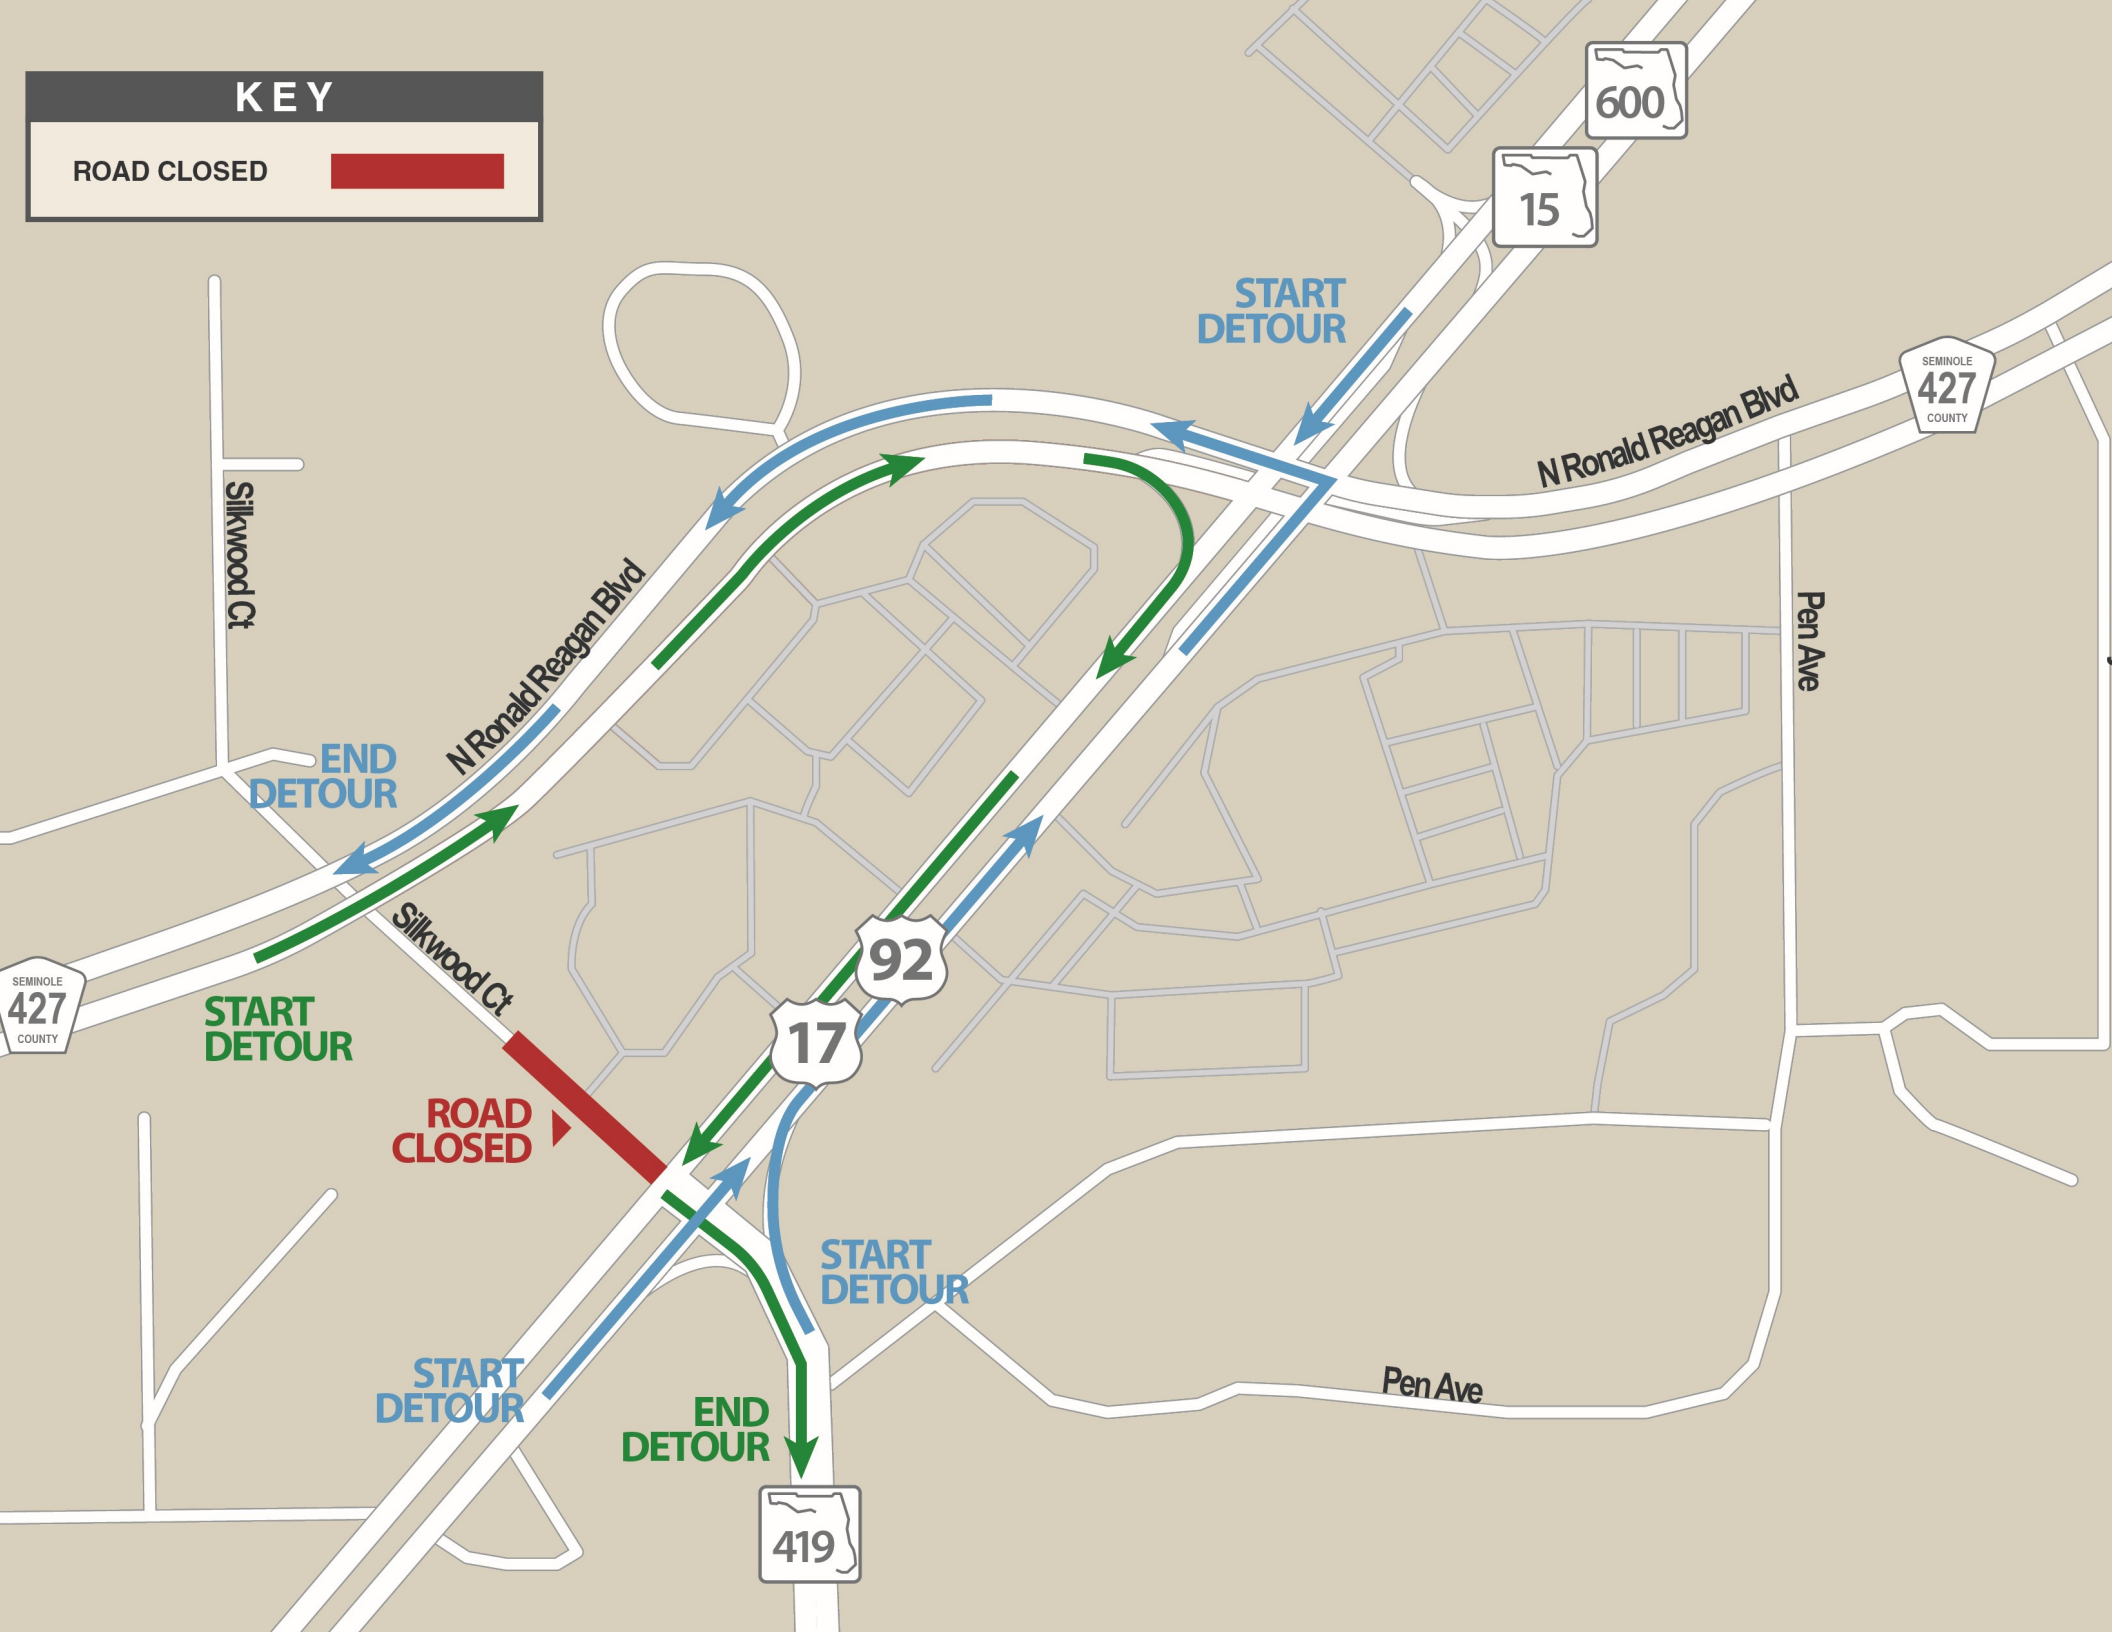 KEY
ROAD CLOSED
600
15
START
DETOUR
SEMINOLE
427
COUNTY
N Ronald Reagan Blvd
Silkwood Ct
N Ronald Reagan Blvd
Pen Ave
END
DETOUR
Silkwood Ct
92
SEMINOLE
427
COUNTY
START
DETOUR
17
ROAD
CLOSED
START
DETOUR
START
DETOUR
Pen Ave
END
DETOUR
419